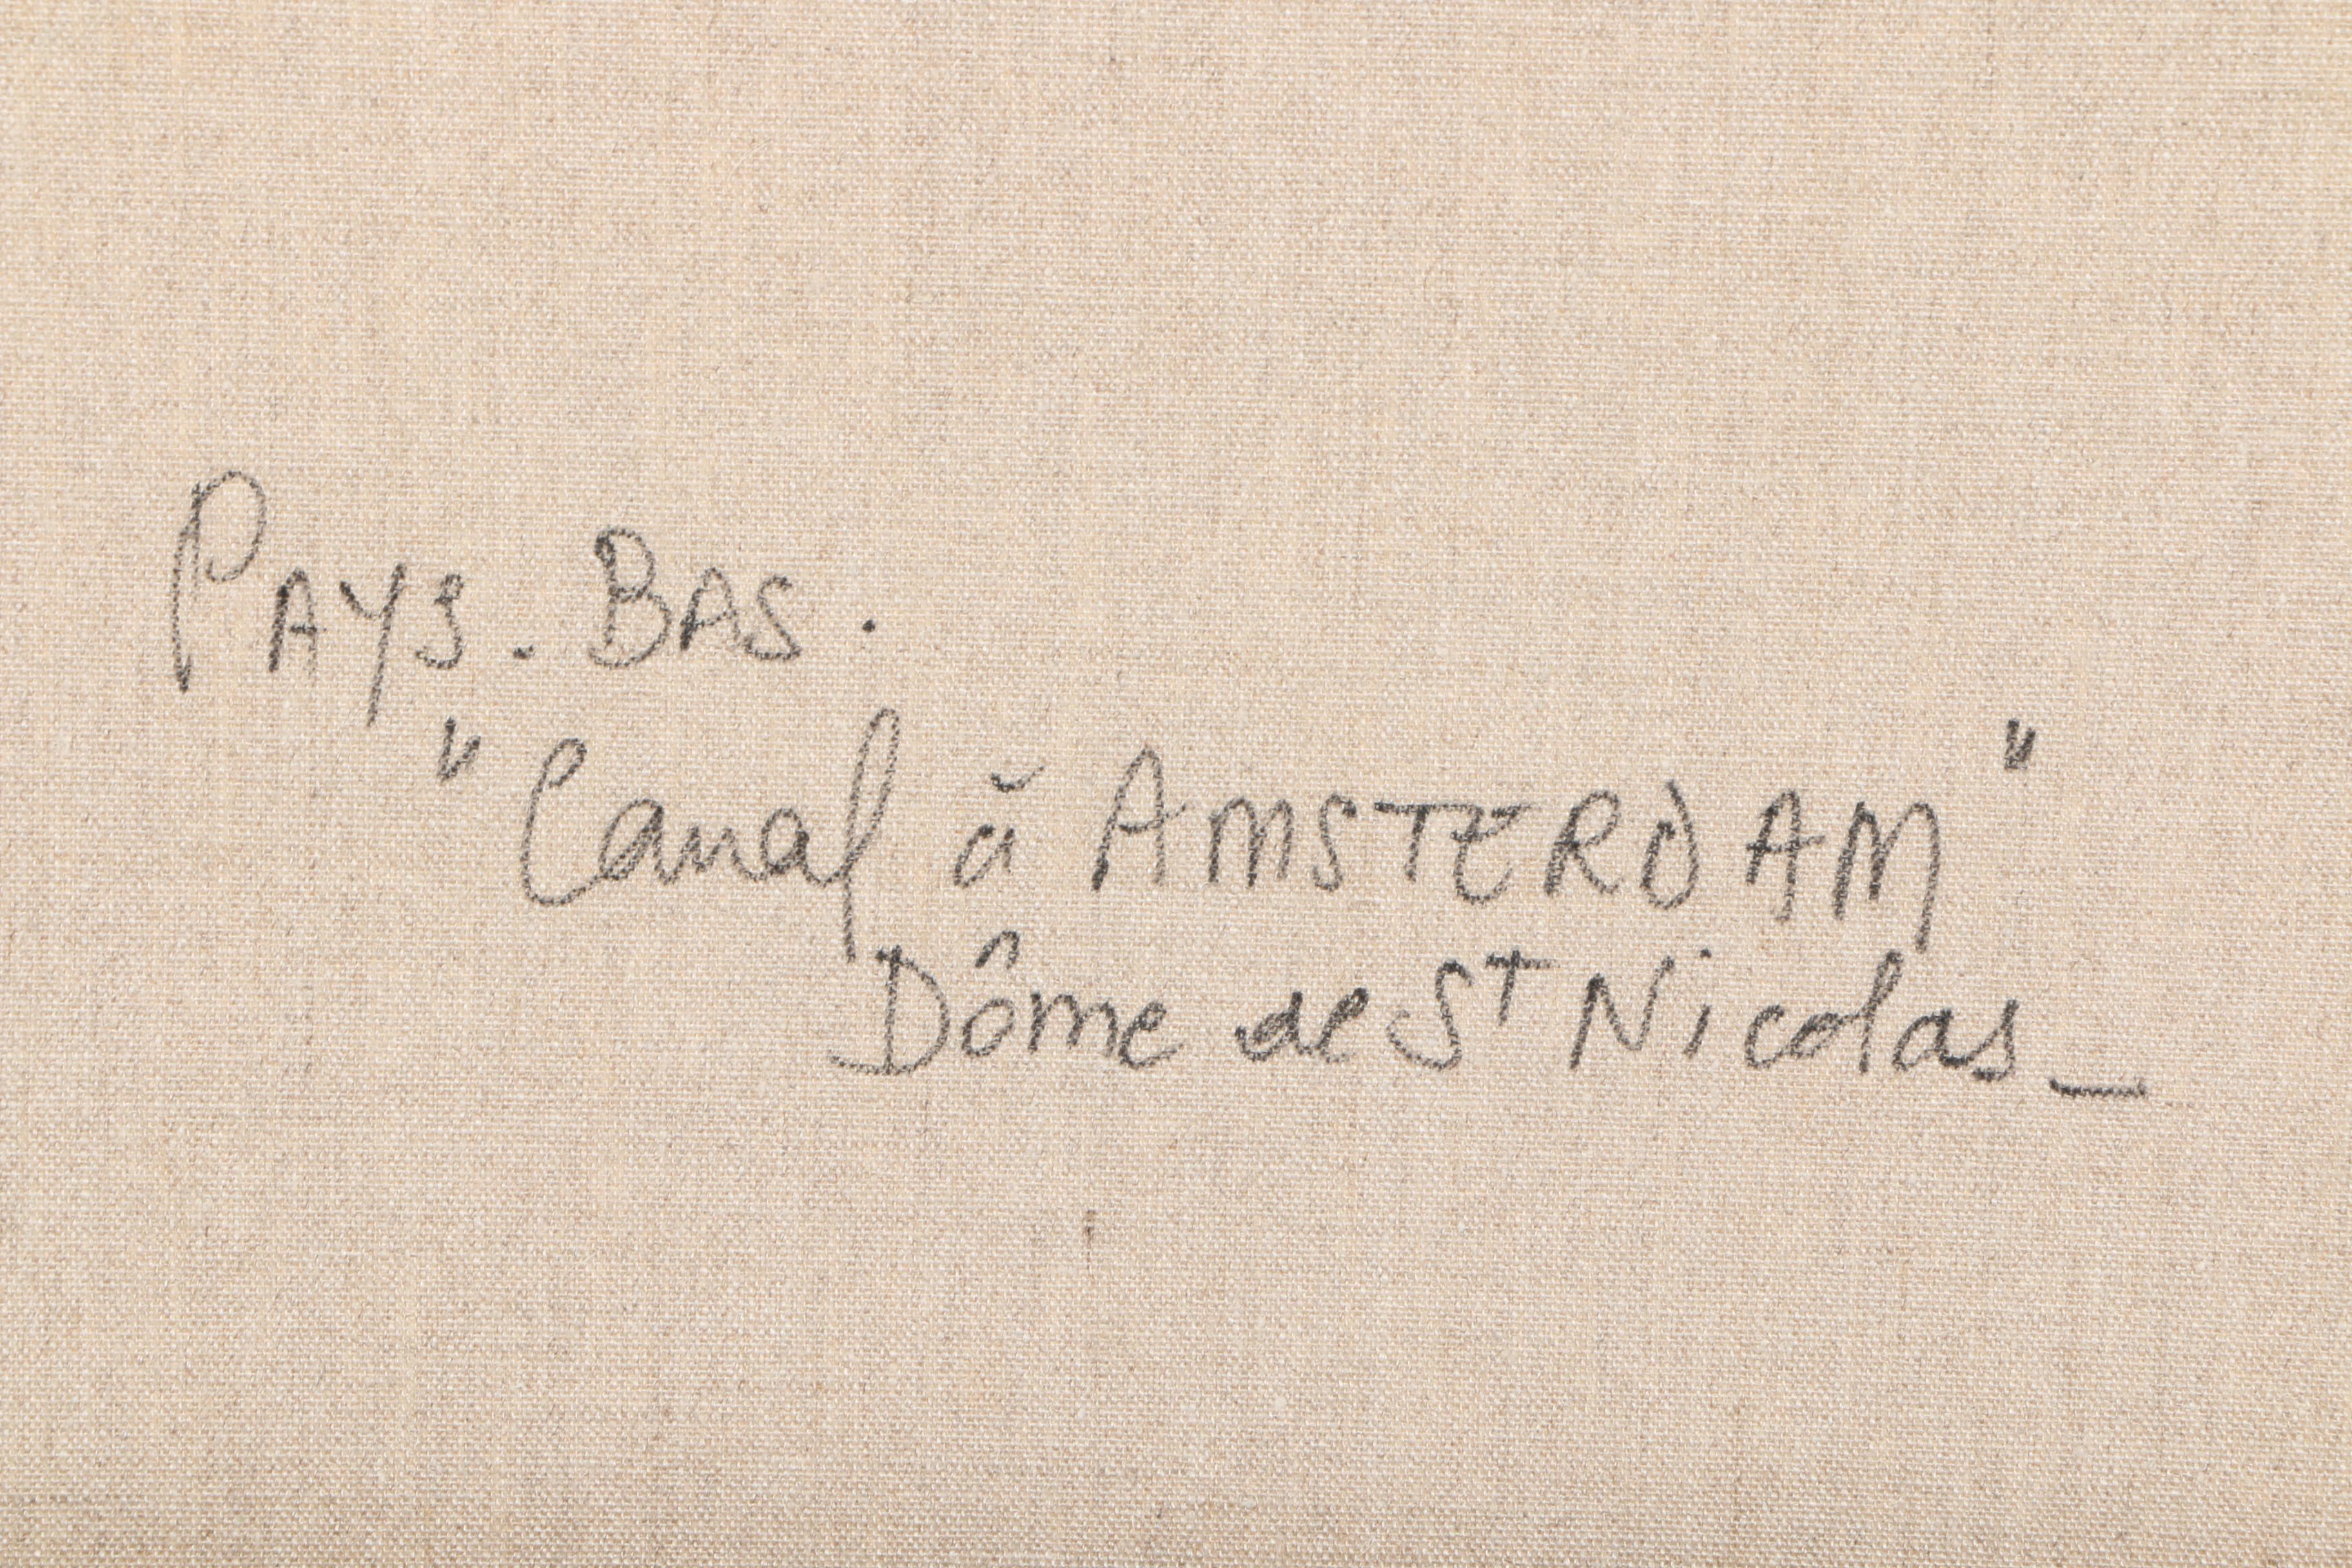 PAYS. BAS.
"Canal à AMSTERDAM"
Dôme de St Nicolas_